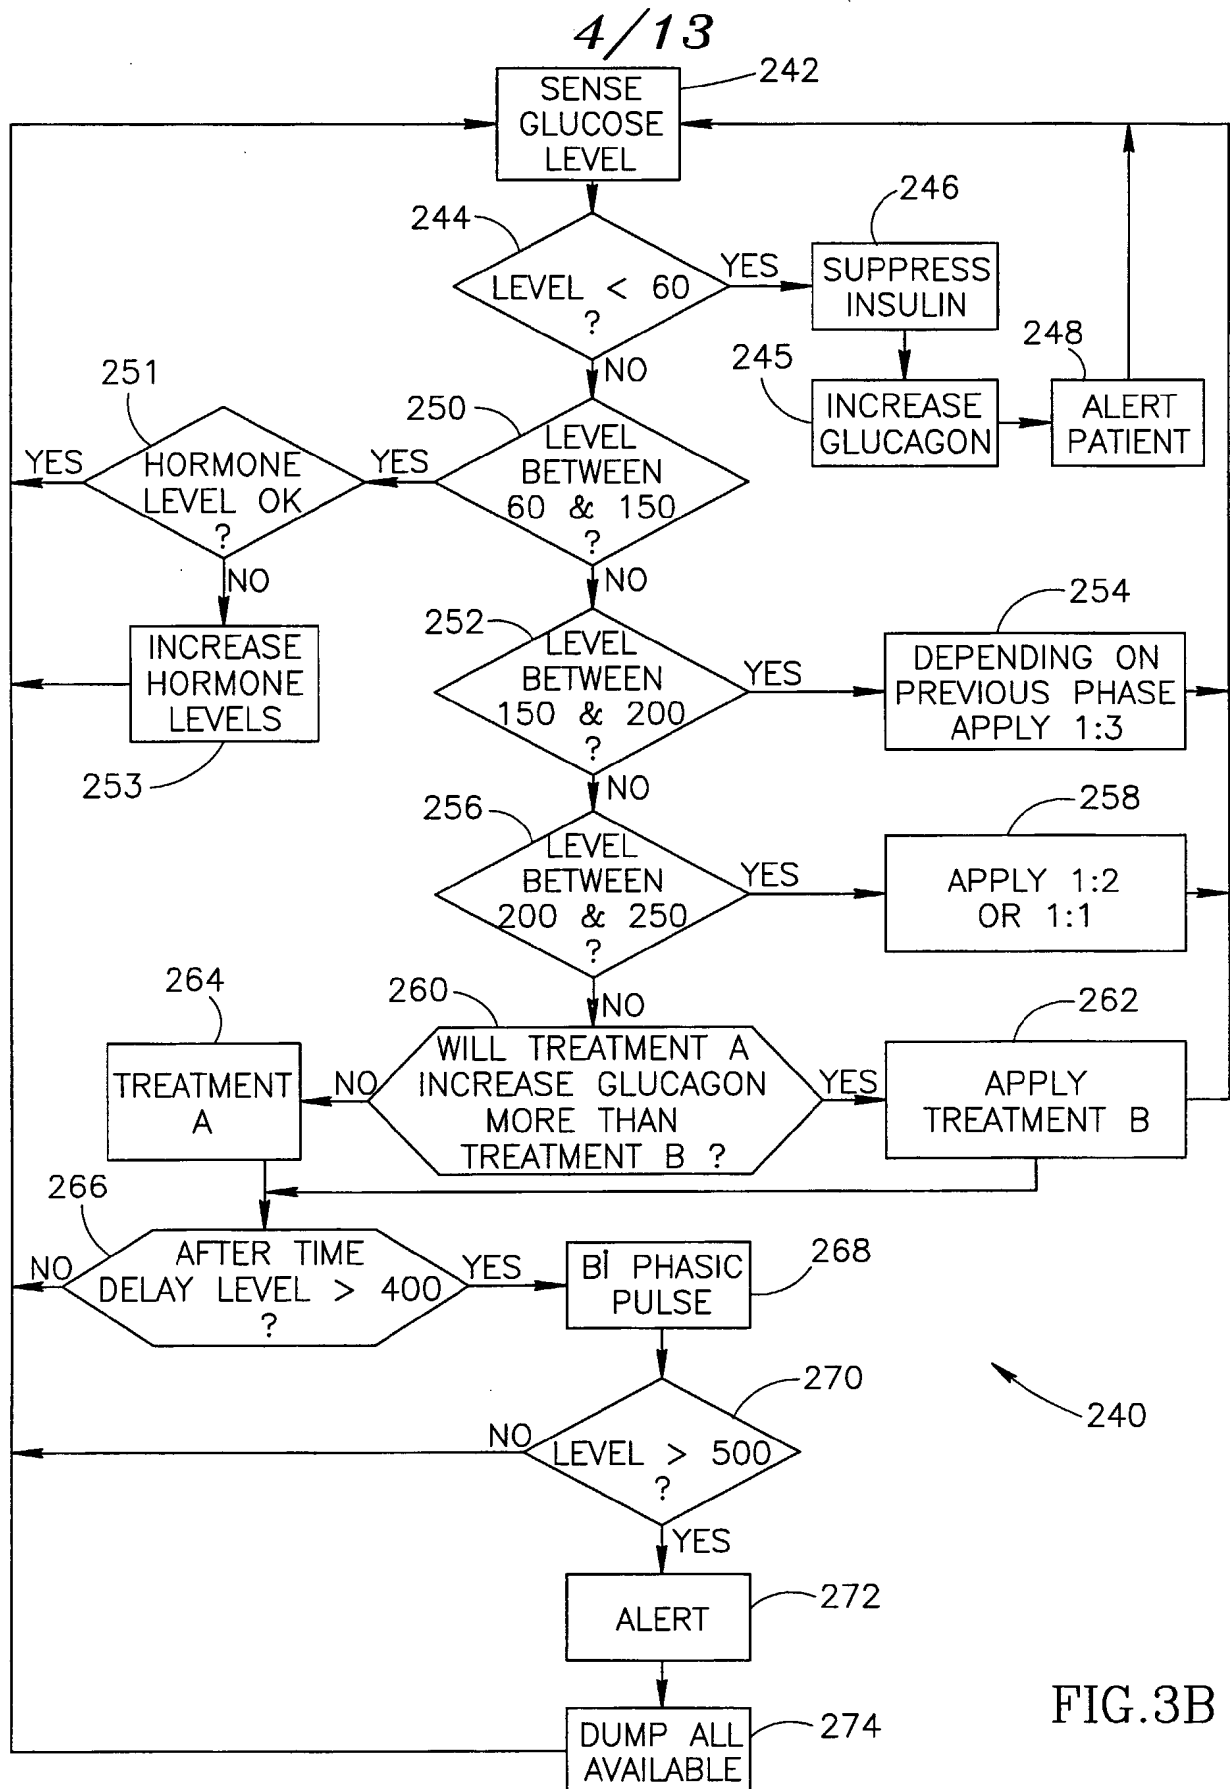 4/13
SENSE
GLUCOSE
LEVEL
242
244
LEVEL < 60
?
YES
NO
246
SUPPRESS
INSULIN
245
INCREASE
GLUCAGON
248
ALERT
PATIENT
251
HORMONE
LEVEL OK
?
YES
NO
250
LEVEL
BETWEEN
60 & 150
?
YES
NO
INCREASE
HORMONE
LEVELS
253
252
LEVEL
BETWEEN
150 & 200
?
YES
NO
254
DEPENDING ON
PREVIOUS PHASE
APPLY 1:3
256
LEVEL
BETWEEN
200 & 250
?
YES
NO
258
APPLY 1:2
OR 1:1
264
TREATMENT
A
260
WILL TREATMENT A
INCREASE GLUCAGON
MORE THAN
TREATMENT B ?
NO
YES
262
APPLY
TREATMENT B
266
AFTER TIME
DELAY LEVEL > 400
?
NO
YES
BI PHASIC
PULSE
268
270
LEVEL > 500
?
NO
YES
240
ALERT
272
DUMP ALL
AVAILABLE
274
FIG.3B